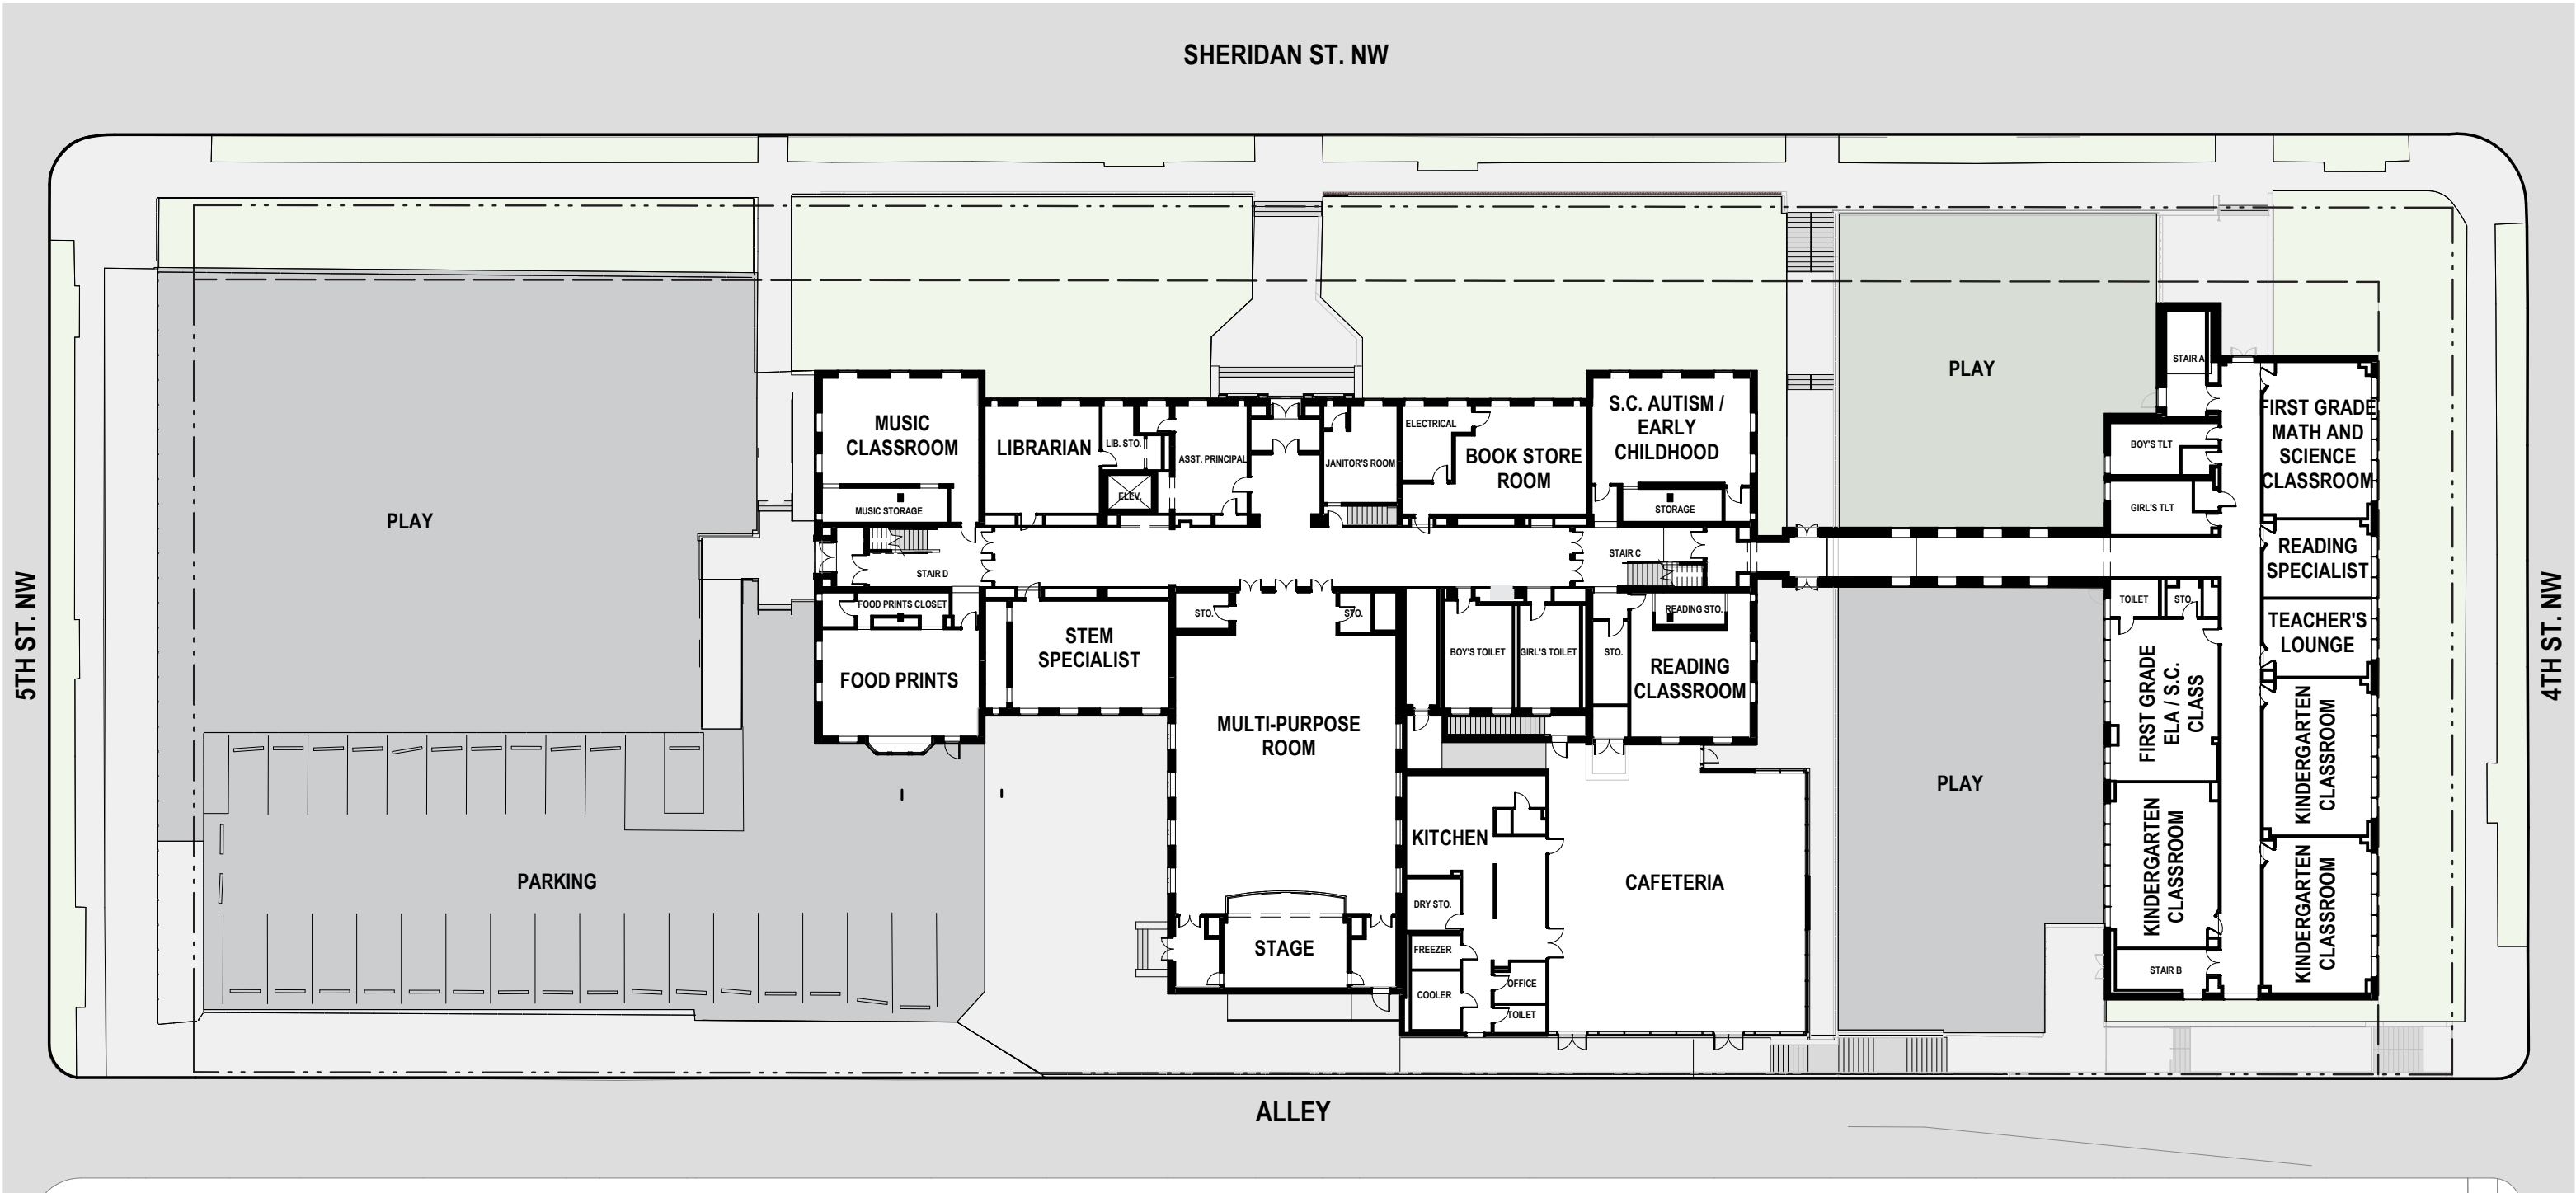 SHERIDAN ST. NW
5TH ST. NW
4TH ST. NW
ALLEY
PLAY
PARKING
MUSIC
CLASSROOM
MUSIC STORAGE
LIBRARIAN
LIB. STO.
ELEV.
ASST. PRINCIPAL
JANITOR'S ROOM
ELECTRICAL
BOOK STORE
ROOM
S.C. AUTISM /
EARLY
CHILDHOOD
STORAGE
STAIR D
STAIR C
FOOD PRINTS CLOSET
FOOD PRINTS
STEM
SPECIALIST
STO.
STO.
MULTI-PURPOSE
ROOM
STAGE
BOY'S TOILET
GIRL'S TOILET
STO.
READING STO.
READING
CLASSROOM
KITCHEN
DRY STO.
FREEZER
COOLER
OFFICE
TOILET
CAFETERIA
PLAY
PLAY
STAIR A
BOY'S TLT
GIRL'S TLT
FIRST GRADE
MATH AND
SCIENCE
CLASSROOM
READING
SPECIALIST
TEACHER'S
LOUNGE
TOILET
STO.
FIRST GRADE
ELA / S.C.
CLASS
KINDERGARTEN
CLASSROOM
KINDERGARTEN
CLASSROOM
KINDERGARTEN
CLASSROOM
STAIR B